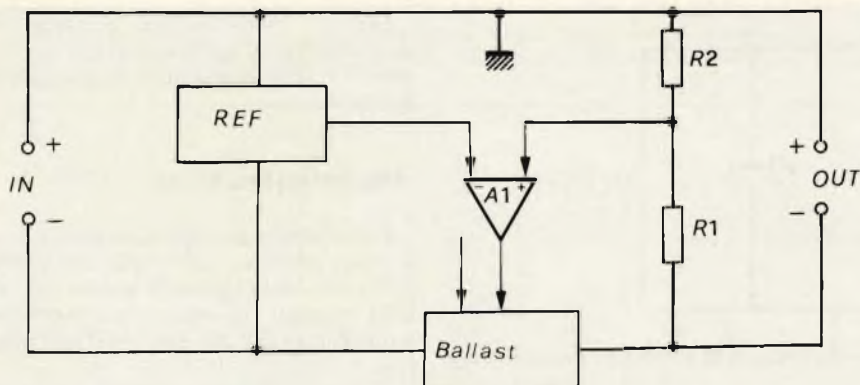 R2
REF
+
+
IN
- A1 +
OUT
-
-
R1
Ballast